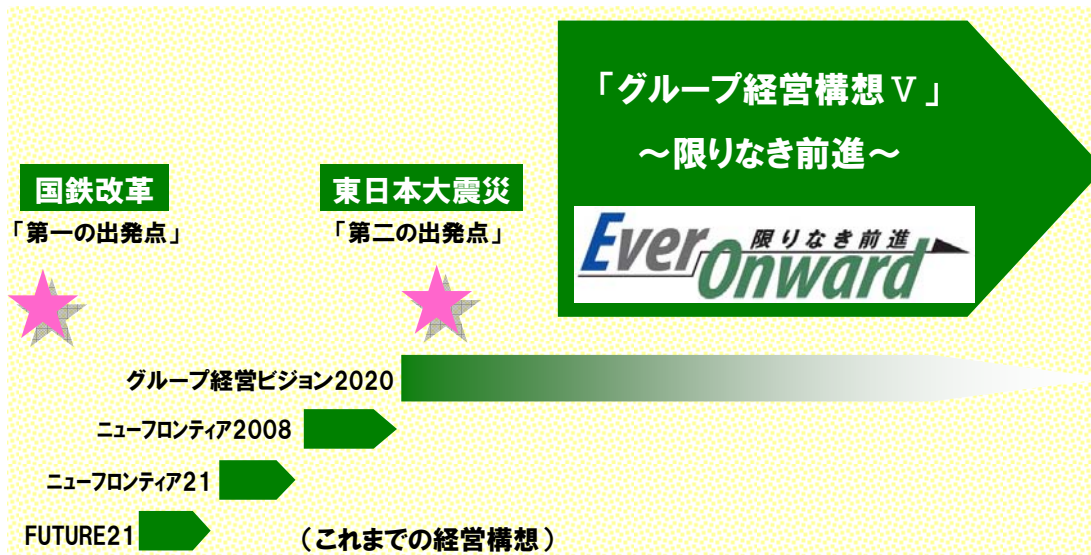 「グループ経営構想Ⅴ」
～限りなき前進～
国鉄改革
東日本大震災
「第一の出発点」
「第二の出発点」
Ever Onward 限りなき前進
グループ経営ビジョン2020
ニューフロンティア2008
ニューフロンティア21
FUTURE21
（これまでの経営構想）